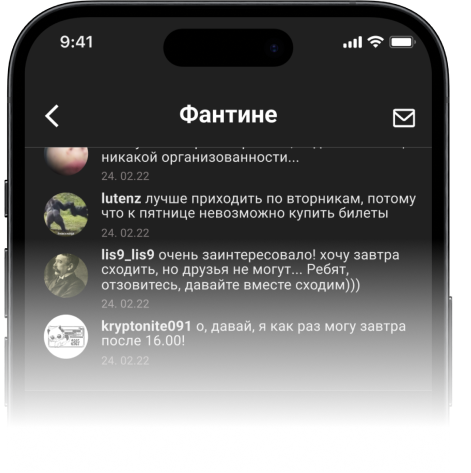 9:41
Фантине
никакой организованности...
24. 02.22
lutenz лучше приходить по вторникам, потому
что к пятнице невозможно купить билеты
24. 02.22
lis9_lis9 очень заинтересовало! хочу завтра
сходить, но друзья не могут... Ребят,
отзовитесь, давайте вместе сходим)))
24. 02.22
kryptonite091 о, давай, я как раз могу завтра
после 16.00!
24. 02.22